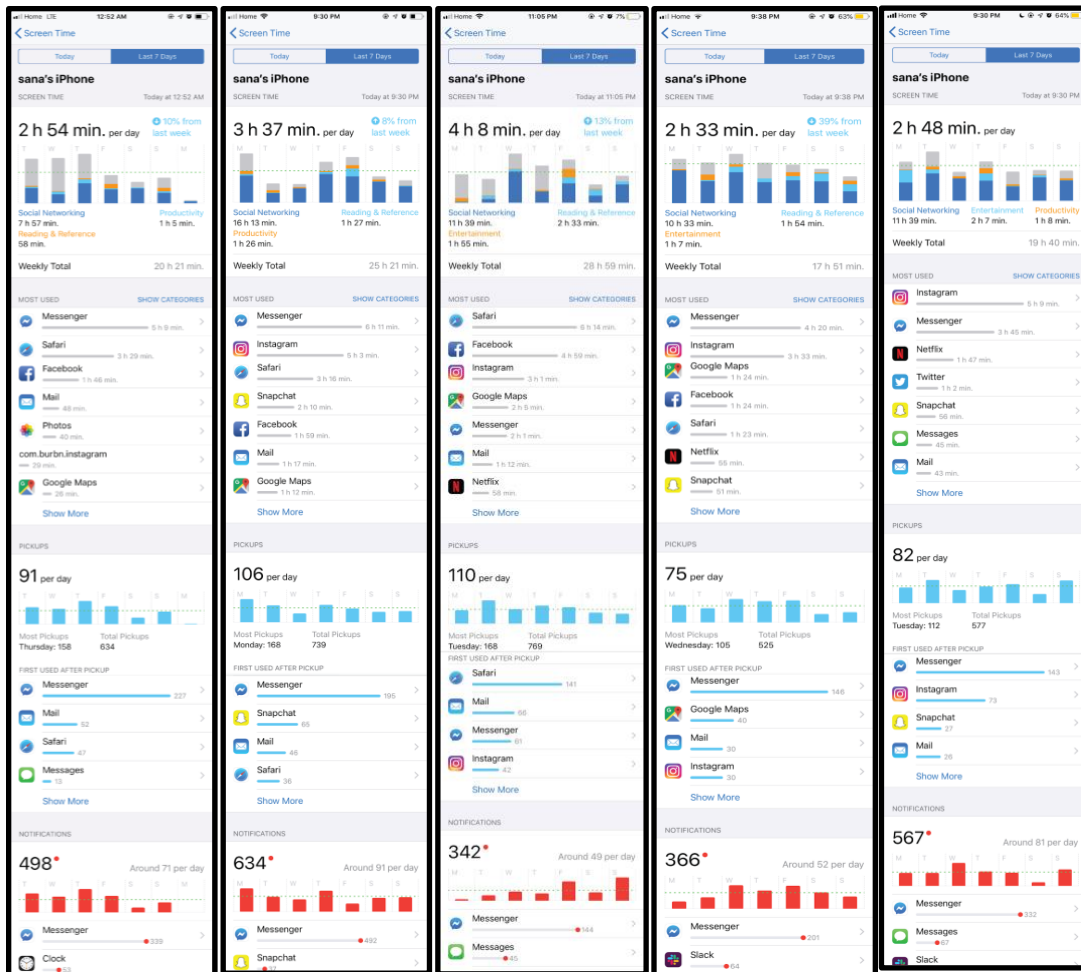 Home LTE 12:52 AM
Screen Time
Today Last 7 Days
sana's iPhone
SCREEN TIME Today at 12:52 AM
2 h 54 min. per day
10% from last week
T W T F S S M
Social Networking Productivity
7 h 57 min. 1 h 5 min.
Reading & Reference
58 min.
Weekly Total 20 h 21 min.
MOST USED SHOW CATEGORIES
Messenger
5 h 9 min.
Safari
3 h 29 min.
Facebook
1 h 46 min.
Mail
48 min.
Photos
40 min.
com.burbn.instagram
29 min.
Google Maps
26 min.
Show More
PICKUPS
91 per day
T W T F S S M
Most Pickups Total Pickups
Thursday: 158 634
FIRST USED AFTER PICKUP
Messenger
227
Mail
52
Safari
47
Messages
13
Show More
NOTIFICATIONS
498 Around 71 per day
T W T F S S M
Messenger
339
Clock
53
Home 9:30 PM
Screen Time
Today Last 7 Days
sana's iPhone
SCREEN TIME Today at 9:30 PM
3 h 37 min. per day
8% from last week
M T W T F S S
Social Networking Reading & Reference
16 h 13 min. 1 h 27 min.
Productivity
1 h 26 min.
Weekly Total 25 h 21 min.
MOST USED SHOW CATEGORIES
Messenger
6 h 11 min.
Instagram
5 h 3 min.
Safari
3 h 16 min.
Snapchat
2 h 10 min.
Facebook
1 h 59 min.
Mail
1 h 17 min.
Google Maps
1 h 12 min.
Show More
PICKUPS
106 per day
M T W T F S S
Most Pickups Total Pickups
Monday: 168 739
FIRST USED AFTER PICKUP
Messenger
195
Snapchat
65
Mail
46
Safari
36
Show More
NOTIFICATIONS
634 Around 91 per day
M T W T F S S
Messenger
492
Snapchat
37
Home 11:05 PM 7%
Screen Time
Today Last 7 Days
sana's iPhone
SCREEN TIME Today at 11:05 PM
4 h 8 min. per day
13% from last week
M T W T F S S
Social Networking Reading & Reference
11 h 39 min. 2 h 33 min.
Entertainment
1 h 55 min.
Weekly Total 28 h 59 min.
MOST USED SHOW CATEGORIES
Safari
6 h 14 min.
Facebook
4 h 59 min.
Instagram
3 h 1 min.
Google Maps
2 h 5 min.
Messenger
2 h 1 min.
Mail
1 h 12 min.
Netflix
58 min.
Show More
PICKUPS
110 per day
M T W T F S S
Most Pickups Total Pickups
Tuesday: 168 769
FIRST USED AFTER PICKUP
Safari
141
Mail
66
Messenger
61
Instagram
42
Show More
NOTIFICATIONS
342 Around 49 per day
M T W T F S S
Messenger
144
Messages
45
Home 9:38 PM 63%
Screen Time
Today Last 7 Days
sana's iPhone
SCREEN TIME Today at 9:38 PM
2 h 33 min. per day
39% from last week
M T W T F S S
Social Networking Reading & Reference
10 h 33 min. 1 h 54 min.
Entertainment
1 h 7 min.
Weekly Total 17 h 51 min.
MOST USED SHOW CATEGORIES
Messenger
4 h 20 min.
Instagram
3 h 33 min.
Google Maps
1 h 24 min.
Facebook
1 h 24 min.
Safari
1 h 23 min.
Netflix
55 min.
Snapchat
51 min.
Show More
PICKUPS
75 per day
M T W T F S S
Most Pickups Total Pickups
Wednesday: 105 525
FIRST USED AFTER PICKUP
Messenger
146
Google Maps
40
Mail
30
Instagram
30
Show More
NOTIFICATIONS
366 Around 52 per day
M T W T F S S
Messenger
201
Slack
64
Home 9:30 PM 64%
Screen Time
Today Last 7 Days
sana's iPhone
SCREEN TIME Today at 9:30 PM
2 h 48 min. per day
M T W T F S S
Social Networking Entertainment Productivity
11 h 39 min. 2 h 7 min. 1 h 8 min.
Weekly Total 19 h 40 min.
MOST USED SHOW CATEGORIES
Instagram
5 h 9 min.
Messenger
3 h 45 min.
Netflix
1 h 47 min.
Twitter
1 h 2 min.
Snapchat
56 min.
Messages
45 min.
Mail
43 min.
Show More
PICKUPS
82 per day
M T W T F S S
Most Pickups Total Pickups
Tuesday: 112 577
FIRST USED AFTER PICKUP
Messenger
143
Instagram
73
Snapchat
27
Mail
26
Show More
NOTIFICATIONS
567 Around 81 per day
M T W T F S S
Messenger
332
Messages
67
Slack